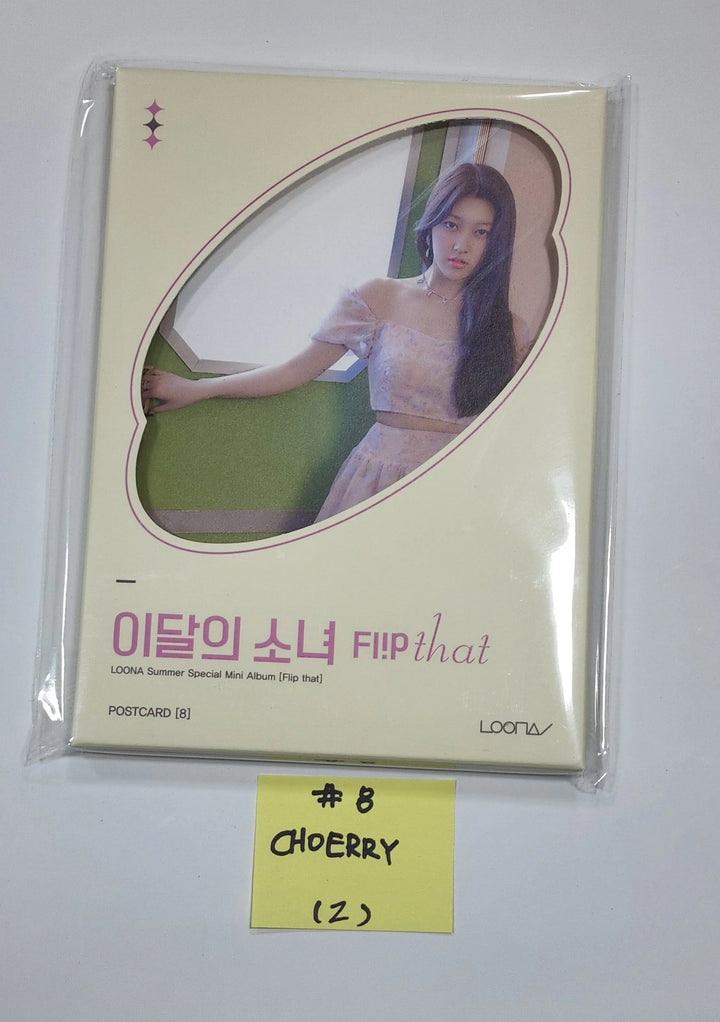 이달의 소녀 FL!P that
LOONA Summer Special Mini Album [Flip that]
POSTCARD [8]
LOONA
# 8
CHOERRY
(2)